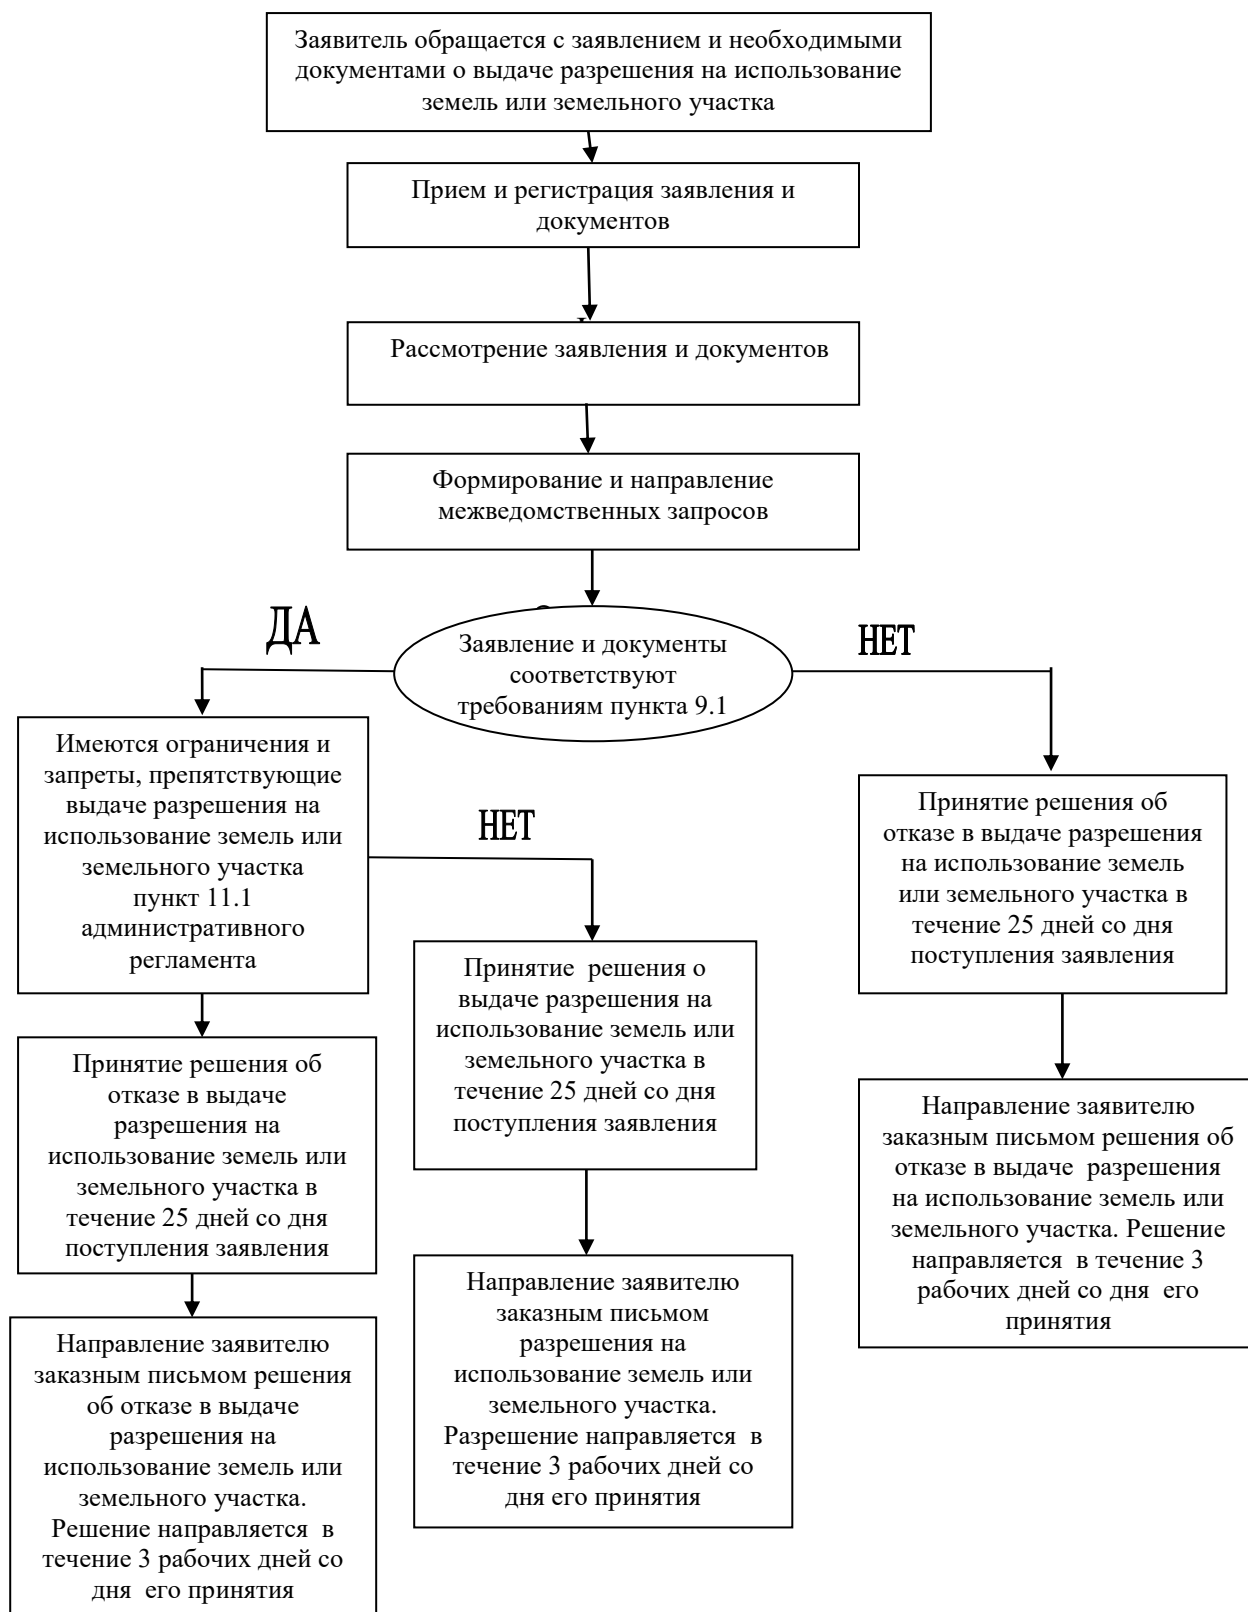 Заявитель обращается с заявлением и необходимыми
документами о выдаче разрешения на использование
земель или земельного участка
Прием и регистрация заявления и
документов
Рассмотрение заявления и документов
Формирование и направление
межведомственных запросов
ДА
Заявление и документы
соответствуют
требованиям пункта 9.1
НЕТ
Имеются ограничения и
запреты, препятствующие
выдаче разрешения на
использование земель или
земельного участка
пункт 11.1
административного
регламента
НЕТ
Принятие решения об
отказе в выдаче разрешения
на использование земель
или земельного участка в
течение 25 дней со дня
поступления заявления
Принятие решения о
выдаче разрешения на
использование земель или
земельного участка в
течение 25 дней со дня
поступления заявления
Принятие решения об
отказе в выдаче
разрешения на
использование земель или
земельного участка в
течение 25 дней со дня
поступления заявления
Направление заявителю
заказным письмом решения об
отказе в выдаче разрешения
на использование земель или
земельного участка. Решение
направляется в течение 3
рабочих дней со дня его
принятия
Направление заявителю
заказным письмом
разрешения на
использование земель или
земельного участка.
Разрешение направляется в
течение 3 рабочих дней со
дня его принятия
Направление заявителю
заказным письмом решения
об отказе в выдаче
разрешения на
использование земель или
земельного участка.
Решение направляется в
течение 3 рабочих дней со
дня его принятия